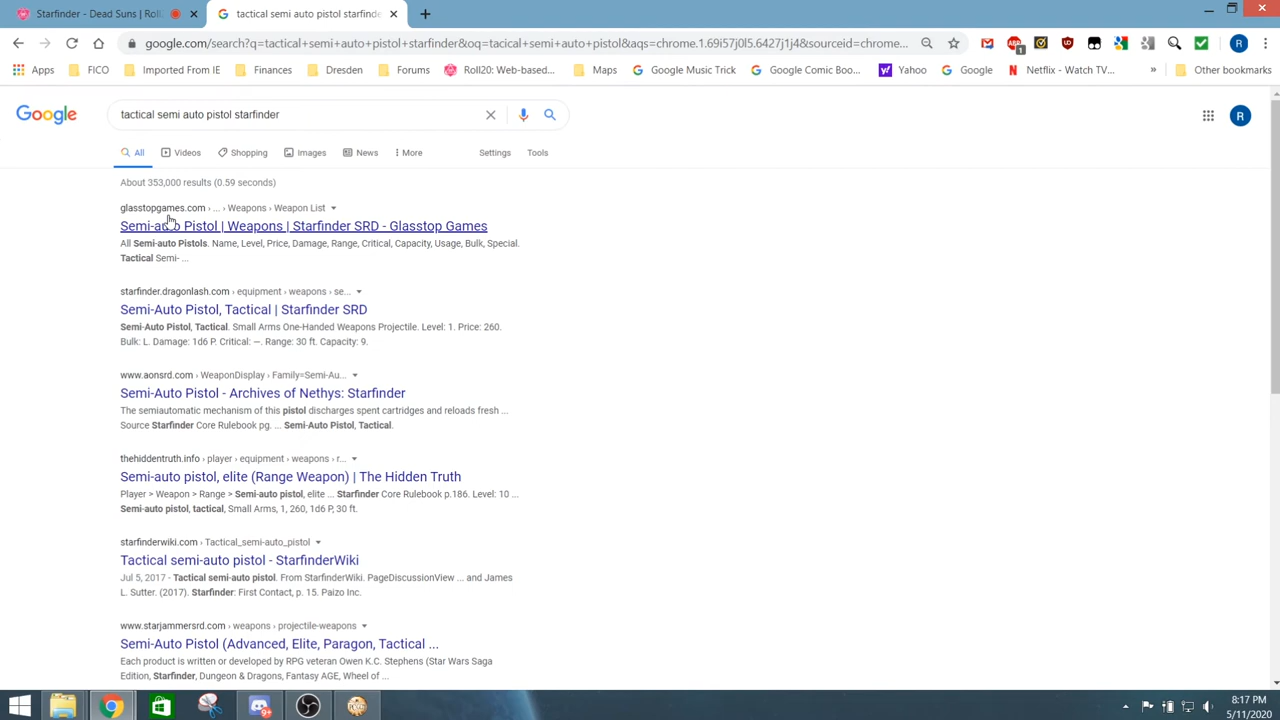 Starfinder - Dead Suns | Roll
tactical semi auto pistol starfinde
google.com/search?q=tactical+semi+auto+pistol+starfinder&oq=tacical+semi+auto+pistol&aqs=chrome.1.69i57j0l5.6427j1j4&sourceid=chrome...
1
R
Apps
FICO
Imported From IE
Finances
Dresden
Forums
Roll20: Web-based...
Maps
Google Music Trick
Google Comic Boo...
Yahoo
Google
Netflix - Watch TV...
»
Other bookmarks
Google
tactical semi auto pistol starfinder
R
All
Videos
Shopping
Images
News
More
Settings
Tools
About 353,000 results (0.59 seconds)
glasstopgames.com › ... › Weapons › Weapon List
Semi-auto Pistol | Weapons | Starfinder SRD - Glasstop Games
All Semi-auto Pistols. Name, Level, Price, Damage, Range, Critical, Capacity, Usage, Bulk, Special.
Tactical Semi- ...
starfinder.dragonlash.com › equipment › weapons › se...
Semi-Auto Pistol, Tactical | Starfinder SRD
Semi-Auto Pistol, Tactical. Small Arms One-Handed Weapons Projectile. Level: 1. Price: 260.
Bulk: L. Damage: 1d6 P. Critical: —. Range: 30 ft. Capacity: 9.
www.aonsrd.com › WeaponDisplay › Family=Semi-Au...
Semi-Auto Pistol - Archives of Nethys: Starfinder
The semiautomatic mechanism of this pistol discharges spent cartridges and reloads fresh ...
Source Starfinder Core Rulebook pg. ... Semi-Auto Pistol, Tactical.
thehiddentruth.info › player › equipment › weapons › r...
Semi-auto pistol, elite (Range Weapon) | The Hidden Truth
Player > Weapon > Range > Semi-auto pistol, elite ... Starfinder Core Rulebook p.186. Level: 10 ...
Semi-auto pistol, tactical, Small Arms, 1, 260, 1d6 P, 30 ft.
starfinderwiki.com › Tactical_semi-auto_pistol
Tactical semi-auto pistol - StarfinderWiki
Jul 5, 2017 - Tactical semi-auto pistol. From StarfinderWiki. PageDiscussionView ... and James
L. Sutter. (2017). Starfinder: First Contact, p. 15. Paizo Inc.
www.starjammersrd.com › weapons › projectile-weapons
Semi-Auto Pistol (Advanced, Elite, Paragon, Tactical ...
Each product is written or developed by RPG veteran Owen K.C. Stephens (Star Wars Saga
Edition, Starfinder, Dungeon & Dragons, Fantasy AGE, Wheel of ...
8:17 PM
5/11/2020